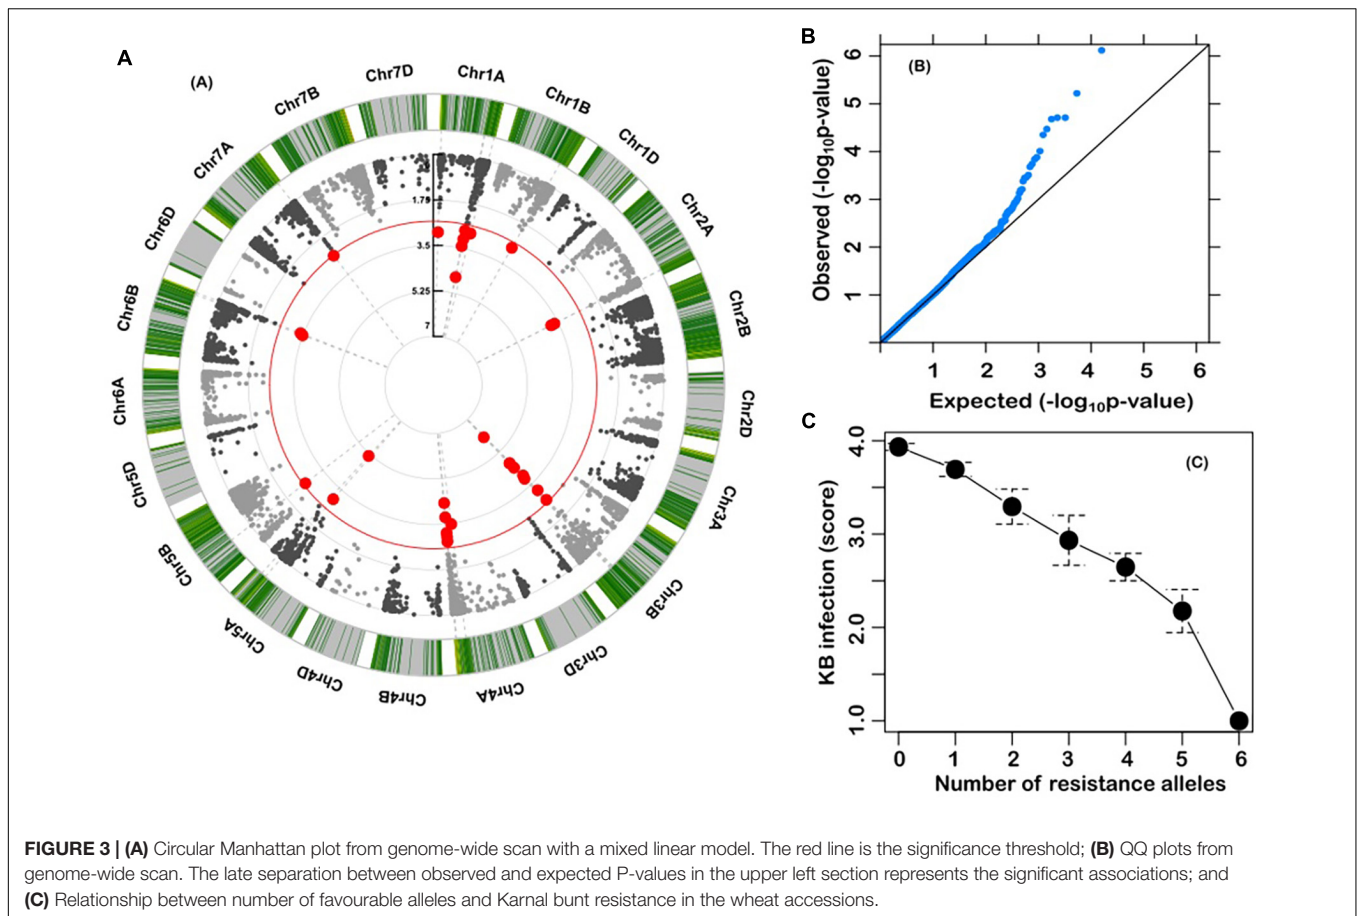 A
(A)
Chr1A
Chr1B
Chr1D
Chr2A
Chr2B
Chr2D
Chr3A
Chr3B
Chr3D
Chr4A
Chr4B
Chr4D
Chr5A
Chr5B
Chr5D
Chr6A
Chr6B
Chr6D
Chr7A
Chr7B
Chr7D
1.75
3.5
5.25
7
B
(B)
Observed (-log10p-value)
6
5
4
3
2
1
1 2 3 4 5 6
Expected (-log10p-value)
C
(C)
KB infection (score)
4.0
3.0
2.0
1.0
0 1 2 3 4 5 6
Number of resistance alleles
FIGURE 3 | (A) Circular Manhattan plot from genome-wide scan with a mixed linear model. The red line is the significance threshold; (B) QQ plots from
genome-wide scan. The late separation between observed and expected P-values in the upper left section represents the significant associations; and
(C) Relationship between number of favourable alleles and Karnal bunt resistance in the wheat accessions.